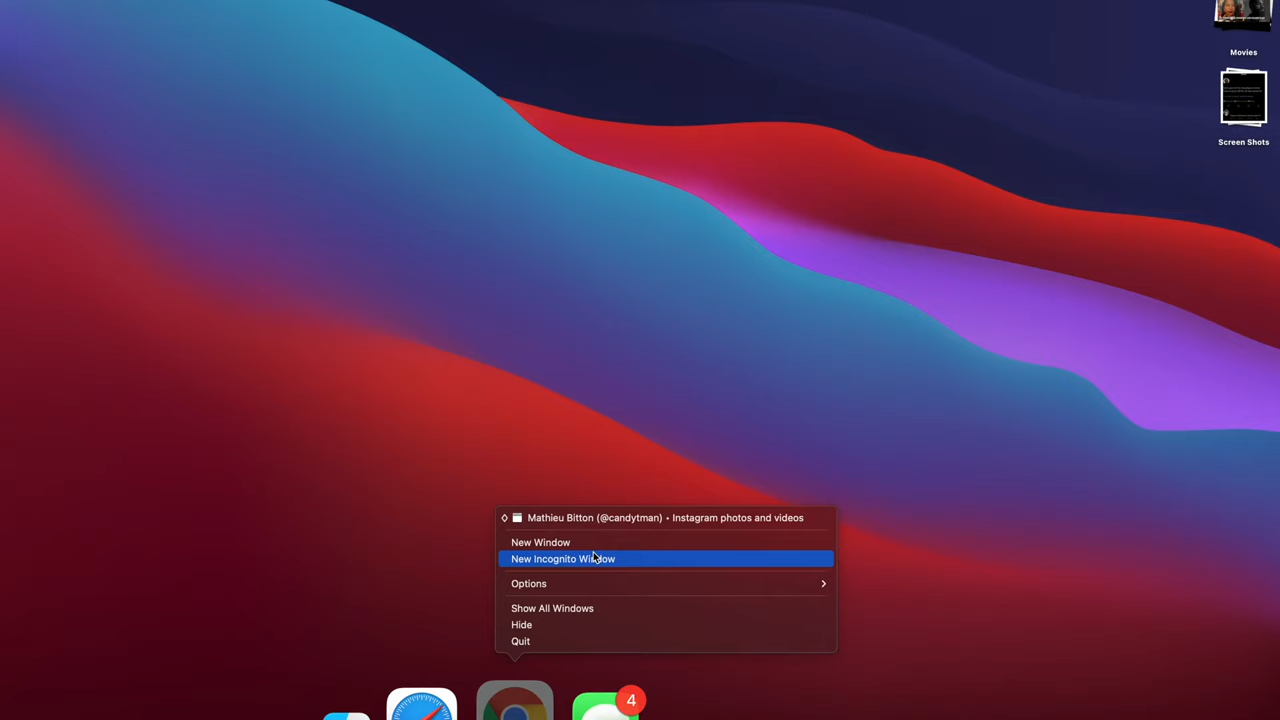 Movies
Screen Shots
Mathieu Bitton (@candytman) • Instagram photos and videos
New Window
New Incognito Window
Options
Show All Windows
Hide
Quit
4